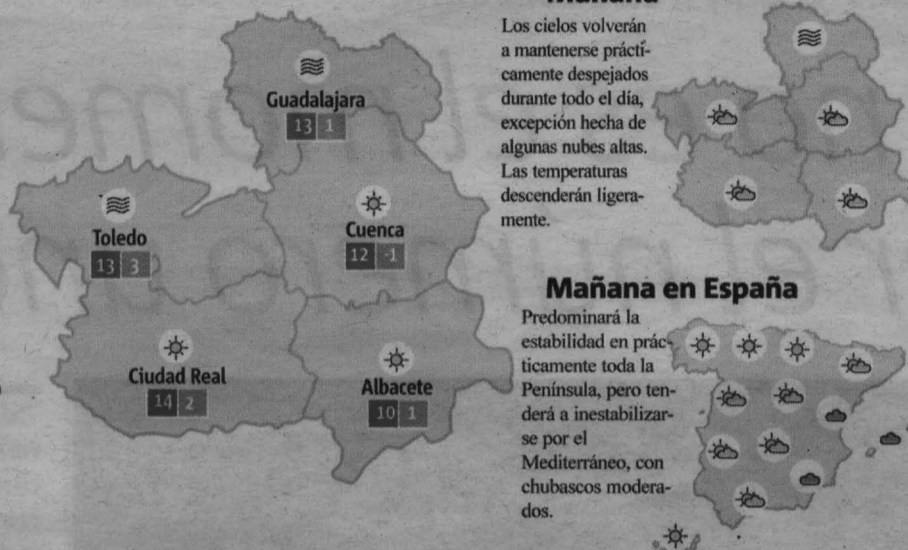 Guadalajara
13 1
Toledo
13 3
Cuenca
12 -1
Ciudad Real
14 2
Albacete
10 1
Mañana
Los cielos volverán
a mantenerse prácti-
camente despejados
durante todo el día,
excepción hecha de
algunas nubes altas.
Las temperaturas
descenderán ligera-
mente.
Mañana en España
Predominará la
estabilidad en prác-
ticamente toda la
Península, pero ten-
derá a inestabilizar-
se por el
Mediterráneo, con
chubascos modera-
dos.